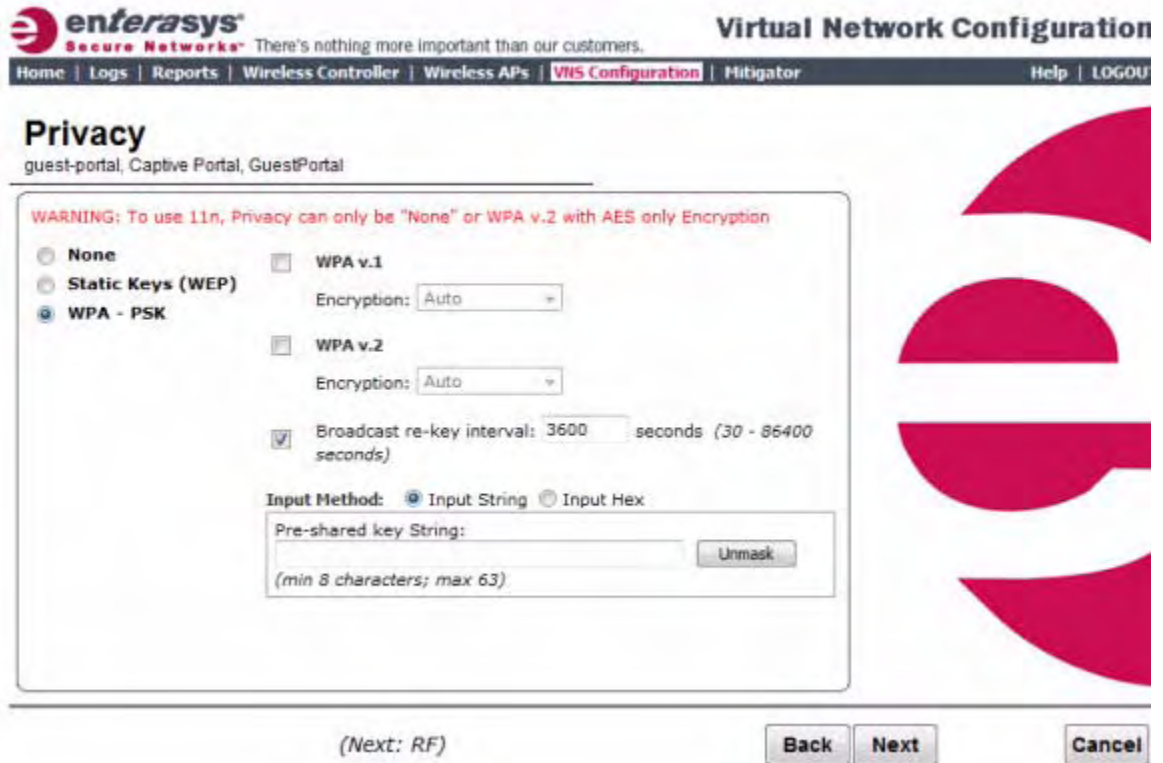 enterasys®
Secure Networks™ There's nothing more important than our customers.
Virtual Network Configuration
Home | Logs | Reports | Wireless Controller | Wireless APs | VNS Configuration | Mitigator
Help | LOGOUT
Privacy
guest-portal, Captive Portal, GuestPortal
WARNING: To use 11n, Privacy can only be "None" or WPA v.2 with AES only Encryption
None
Static Keys (WEP)
WPA - PSK
WPA v.1
Encryption: Auto
WPA v.2
Encryption: Auto
Broadcast re-key interval: 3600 seconds (30 - 86400
seconds)
Input Method: Input String Input Hex
Pre-shared key String:
Unmask
(min 8 characters; max 63)
(Next: RF)
Back Next Cancel